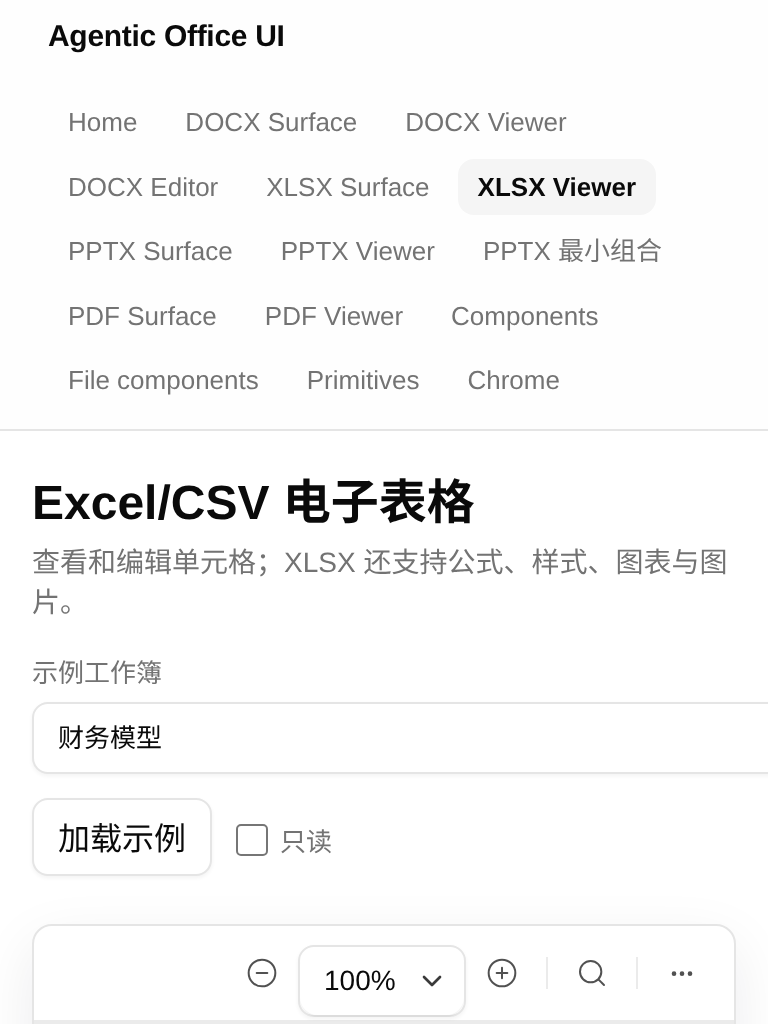 Agentic Office UI
Home DOCX Surface DOCX Viewer
DOCX Editor XLSX Surface XLSX Viewer
PPTX Surface PPTX Viewer PPTX 最小组合
PDF Surface PDF Viewer Components
File components Primitives Chrome
Excel/CSV 电子表格
查看和编辑单元格；XLSX 还支持公式、样式、图表与图
片。
示例工作簿
财务模型
加载示例 只读
100%